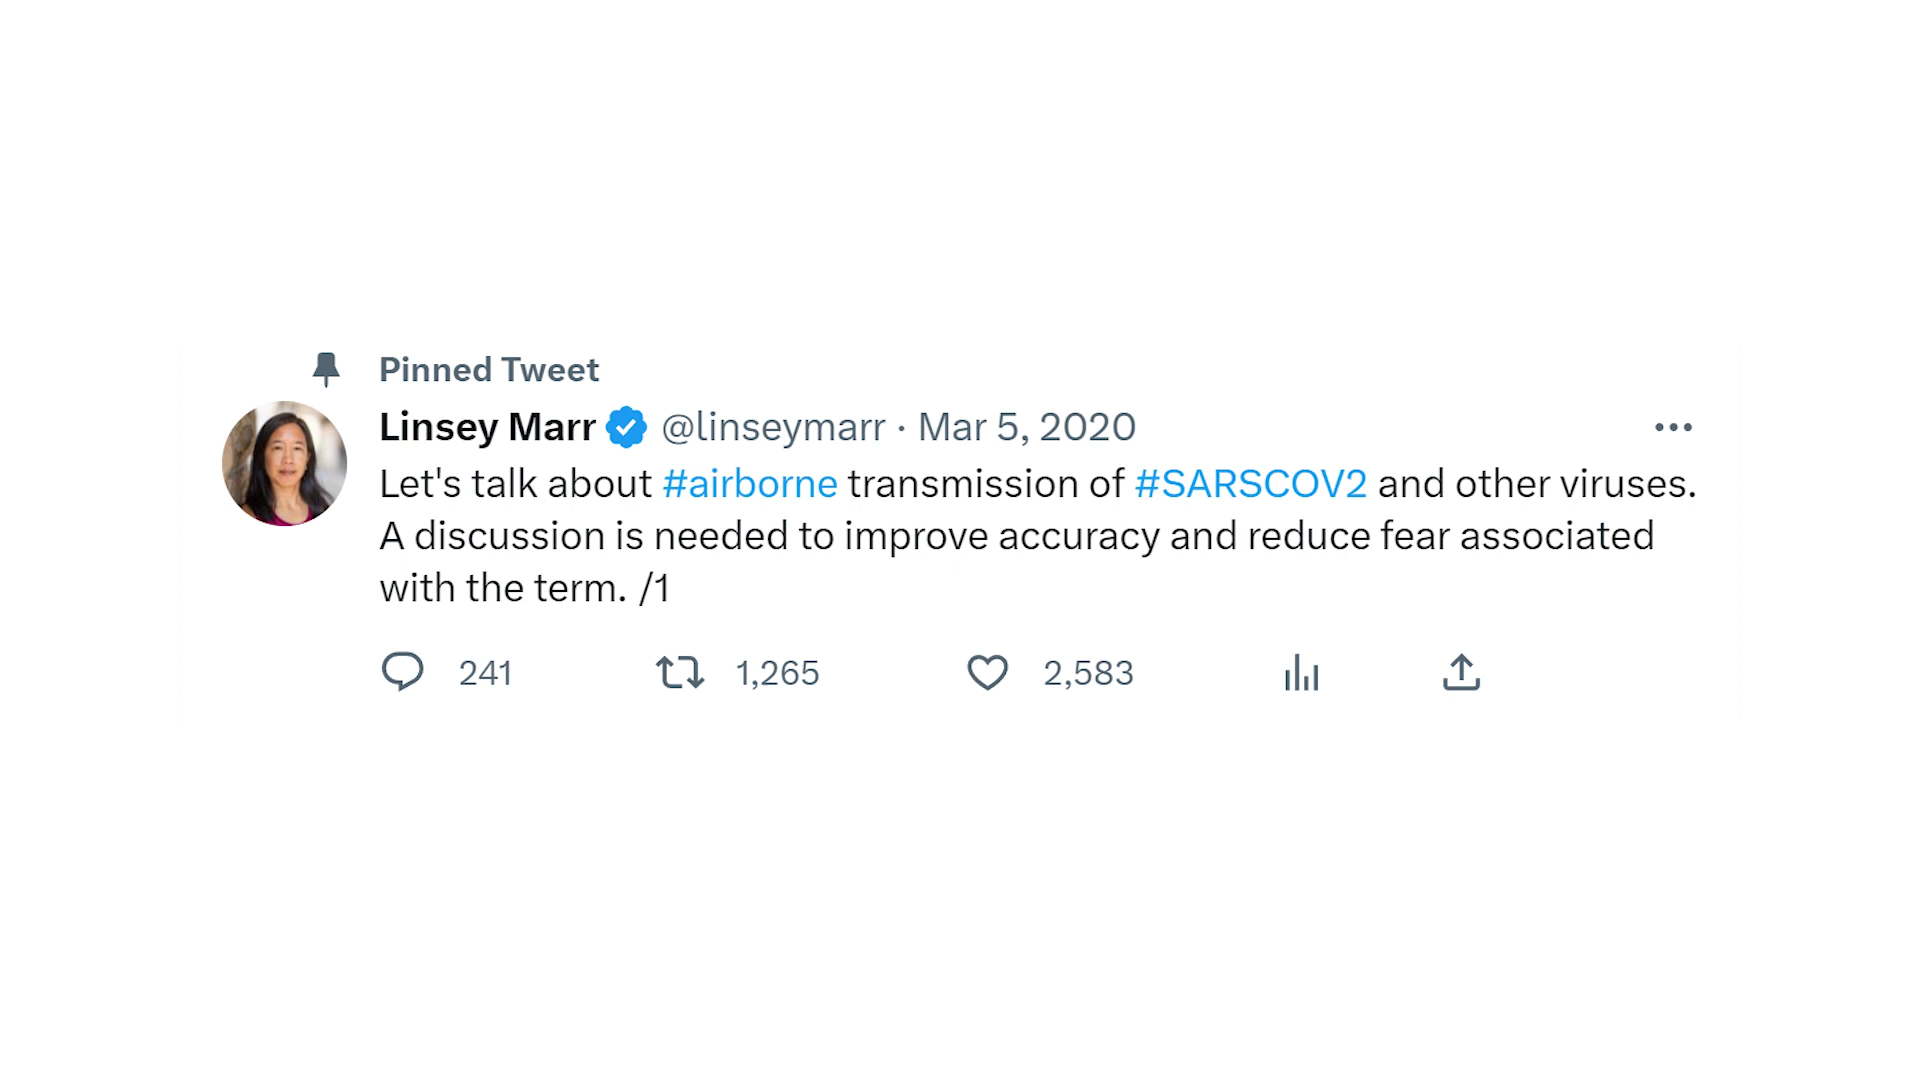 Pinned Tweet
Linsey Marr @linseymarr · Mar 5, 2020
Let's talk about #airborne transmission of #SARSCOV2 and other viruses.
A discussion is needed to improve accuracy and reduce fear associated
with the term. /1
241 1,265 2,583